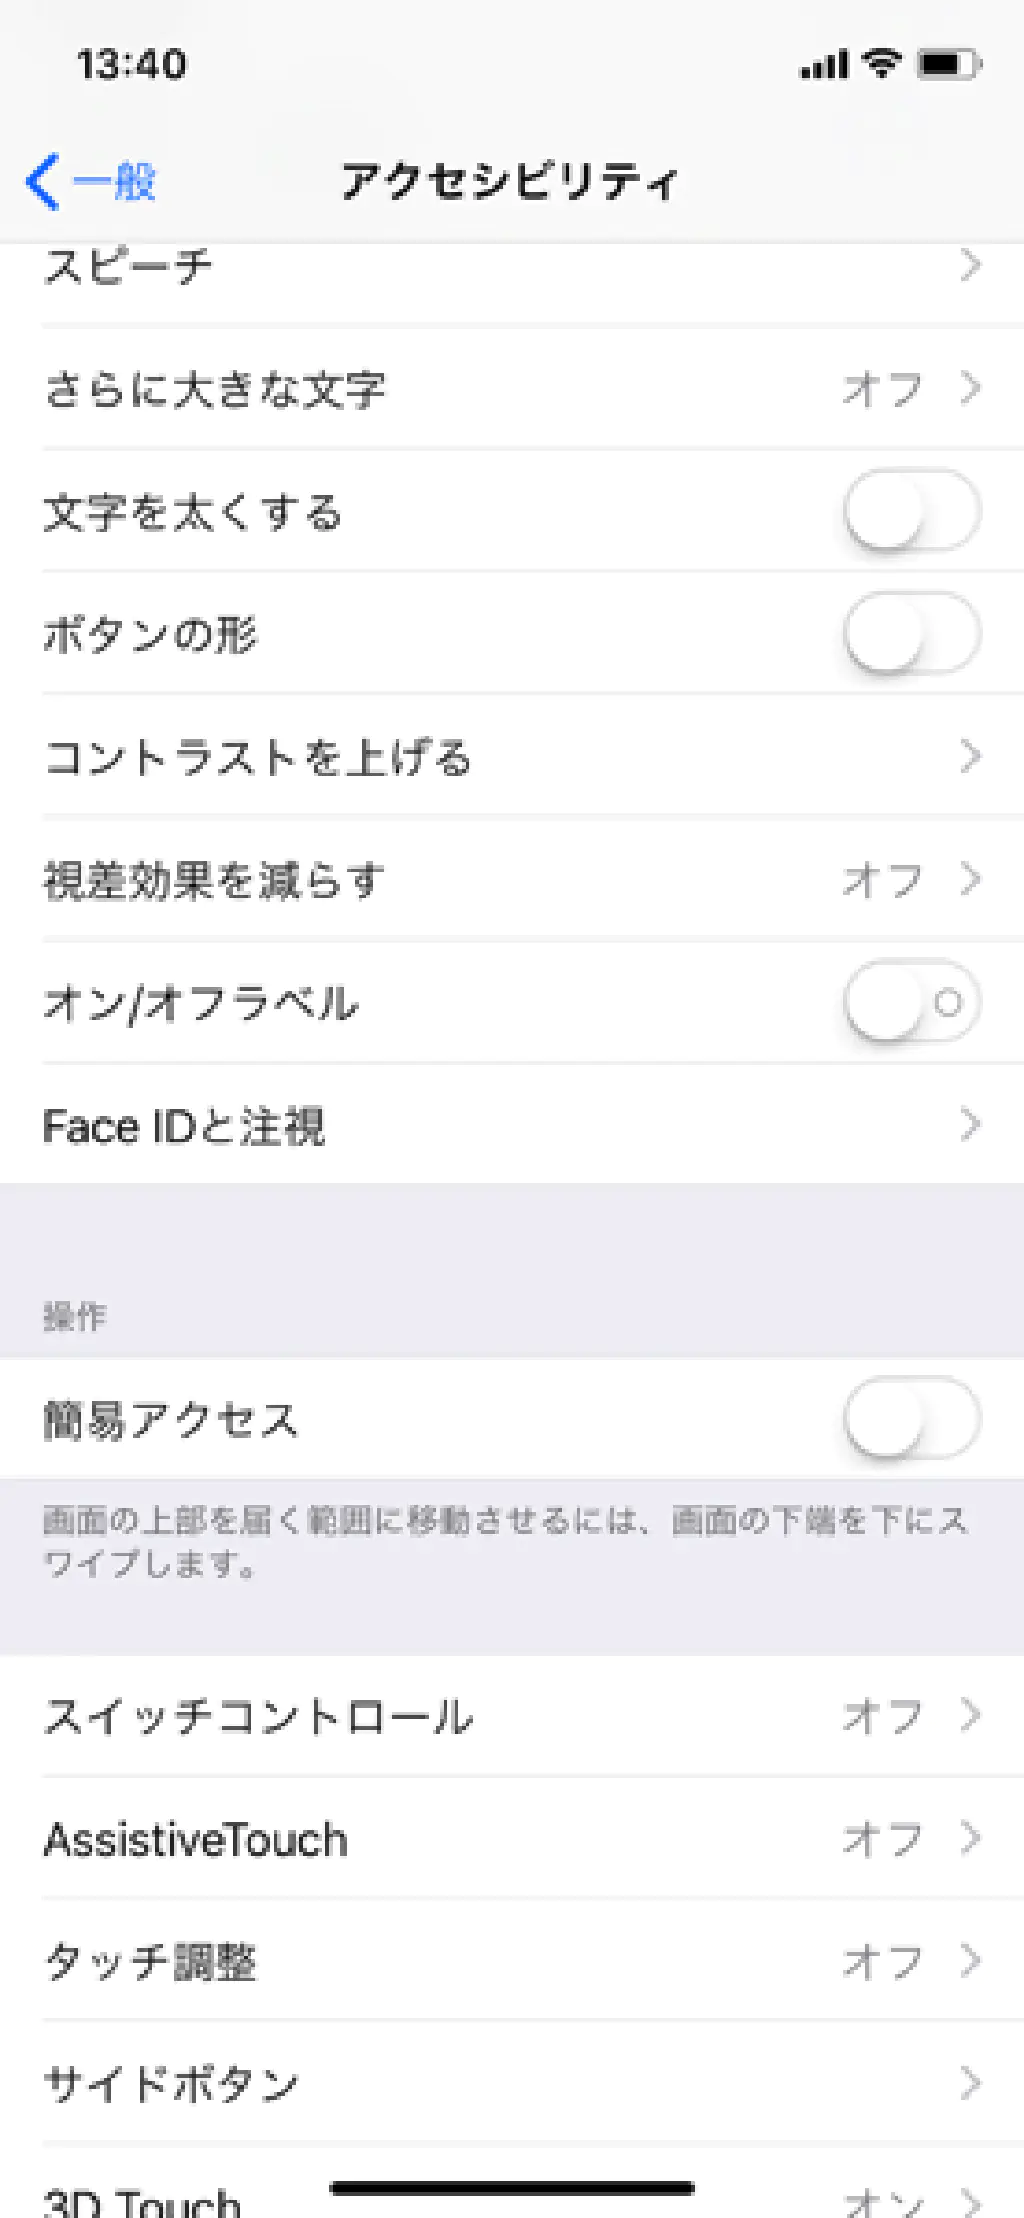 13:40
一般 アクセシビリティ
スピーチ
さらに大きな文字 オフ
文字を太くする
ボタンの形
コントラストを上げる
視差効果を減らす オフ
オン/オフラベル
Face IDと注視
操作
簡易アクセス
画面の上部を届く範囲に移動させるには、画面の下端を下にス
ワイプします。
スイッチコントロール オフ
AssistiveTouch オフ
タッチ調整 オフ
サイドボタン
3D Touch オン